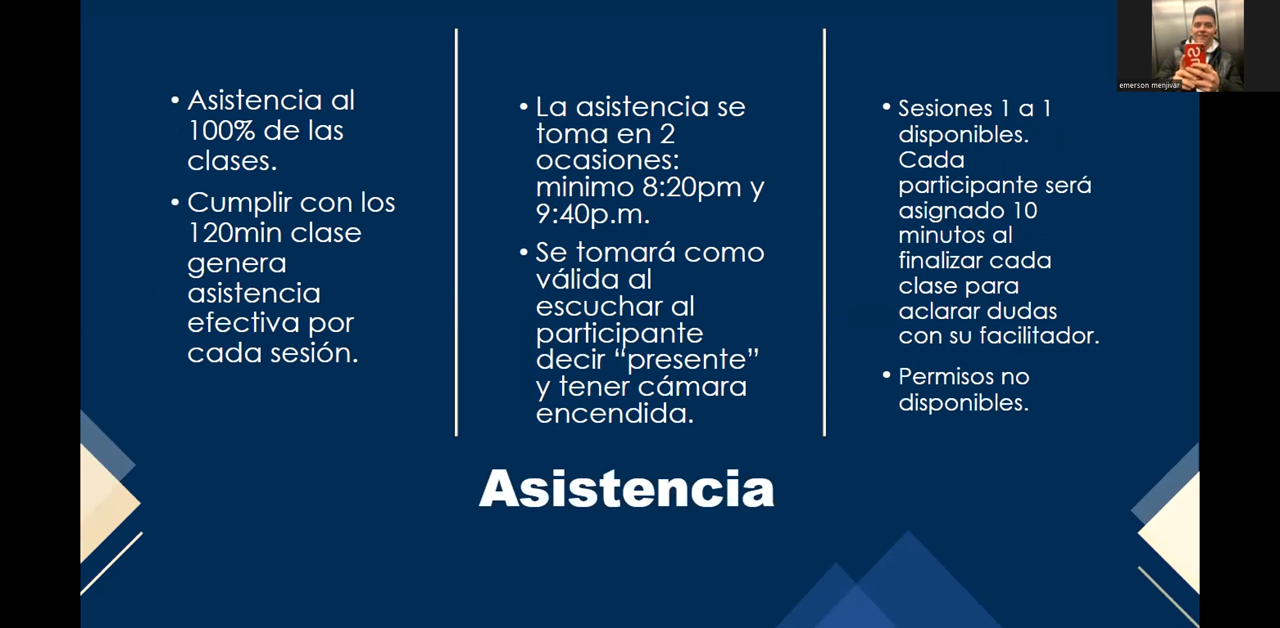 • Asistencia al
100% de las
clases.
• Cumplir con los
120min clase
genera
asistencia
efectiva por
cada sesión.
• La asistencia se
toma en 2
ocasiones:
minimo 8:20pm y
9:40p.m.
• Se tomará como
válida al
escuchar al
participante
decir “presente”
y tener cámara
encendida.
• Sesiones 1 a 1
disponibles.
Cada
participante será
asignado 10
minutos al
finalizar cada
clase para
aclarar dudas
con su facilitador.
• Permisos no
disponibles.
Asistencia
emerson menjivar